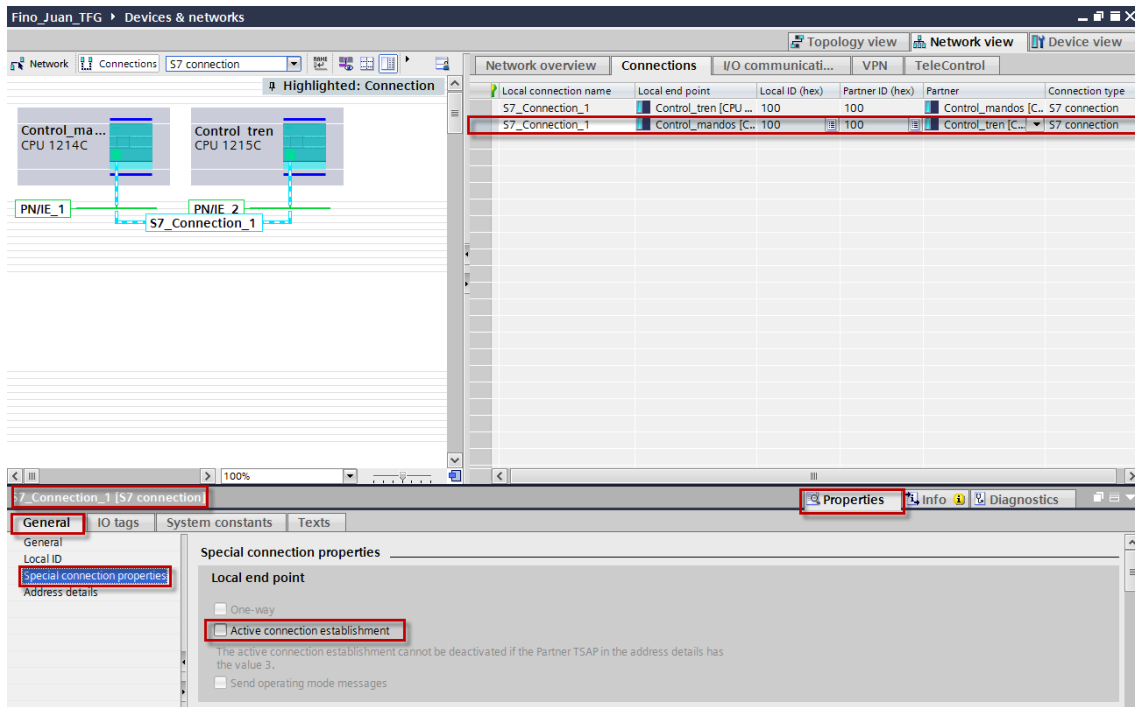 Fino_Juan_TFG ▸ Devices & networks
Topology view Network view Device view
Network Connections S7 connection
Network overview Connections I/O communicati... VPN TeleControl
Highlighted: Connection
Local connection name Local end point Local ID (hex) Partner ID (hex) Partner Connection type
S7_Connection_1 Control_tren [CPU ... 100 100 Control_mandos [C.. S7 connection
S7_Connection_1 Control_mandos [C.. 100 100 Control_tren [C... S7 connection
Control_ma...
CPU 1214C
Control tren
CPU 1215C
PN/IE_1
PN/IE_2
S7_Connection_1
100%
S7_Connection_1 [S7 connection]
Properties Info Diagnostics
General IO tags System constants Texts
General
Local ID
Special connection properties
Address details
Special connection properties
Local end point
One-way
Active connection establishment
The active connection establishment cannot be deactivated if the Partner TSAP in the address details has
the value 3.
Send operating mode messages